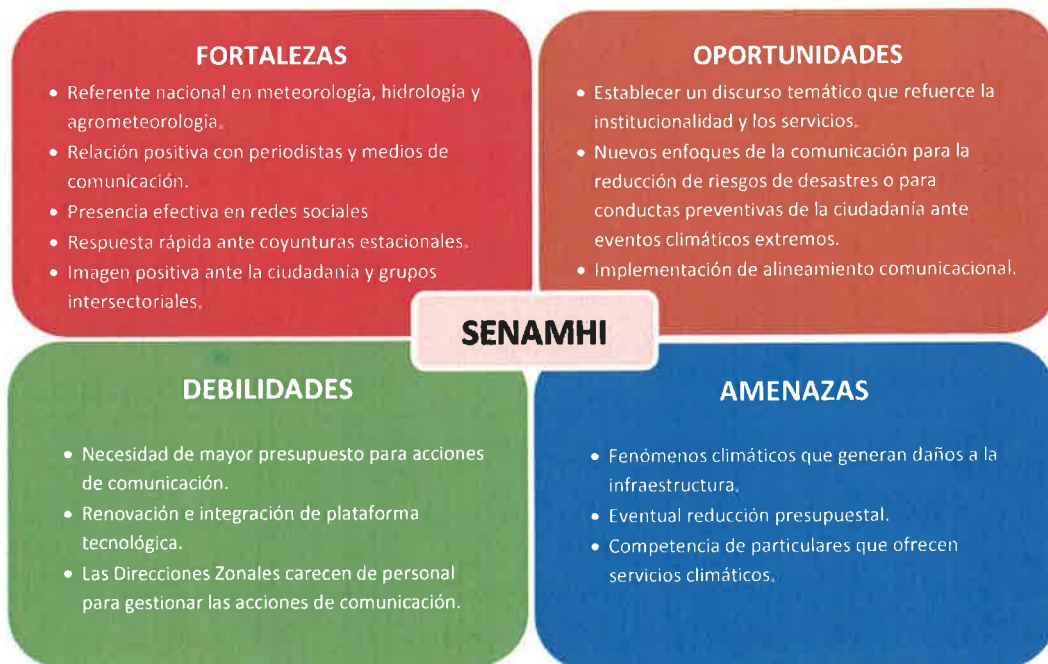 FORTALEZAS
• Referente nacional en meteorología, hidrología y
agrometeorología.
• Relación positiva con periodistas y medios de
comunicación.
• Presencia efectiva en redes sociales
• Respuesta rápida ante coyunturas estacionales.
• Imagen positiva ante la ciudadanía y grupos
intersectoriales.
OPORTUNIDADES
• Establecer un discurso temático que refuerce la
institucionalidad y los servicios.
• Nuevos enfoques de la comunicación para la
reducción de riesgos de desastres o para
conductas preventivas de la ciudadanía ante
eventos climáticos extremos.
• Implementación de alineamiento comunicacional.
SENAMHI
DEBILIDADES
• Necesidad de mayor presupuesto para acciones
de comunicación.
• Renovación e integración de plataforma
tecnológica.
• Las Direcciones Zonales carecen de personal
para gestionar las acciones de comunicación.
AMENAZAS
• Fenómenos climáticos que generan daños a la
infraestructura.
• Eventual reducción presupuestal.
• Competencia de particulares que ofrecen
servicios climáticos.